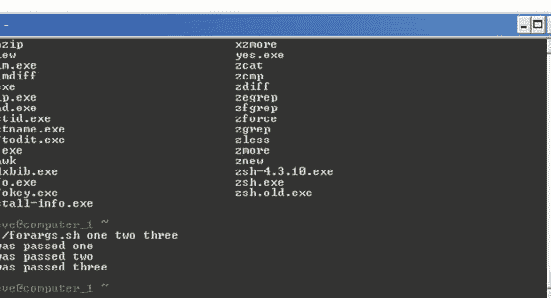 zip xzmore
ew yes.exe
m.exe zcat
mdiff zcmp
exe zdiff
p.exe zegrep
d.exe zfgrep
tid.exe zforce
tname.exe zgrep
todit.exe zless
.exe zmore
wk znew
xbib.exe zsh-4.3.10.exe
o.exe zsh.exe
okey.exe zsh.old.exe
tall-info.exe
ve@computer_1 ~
/forargs.sh one two three
was passed one
was passed two
was passed three
ve@computer_1 ~